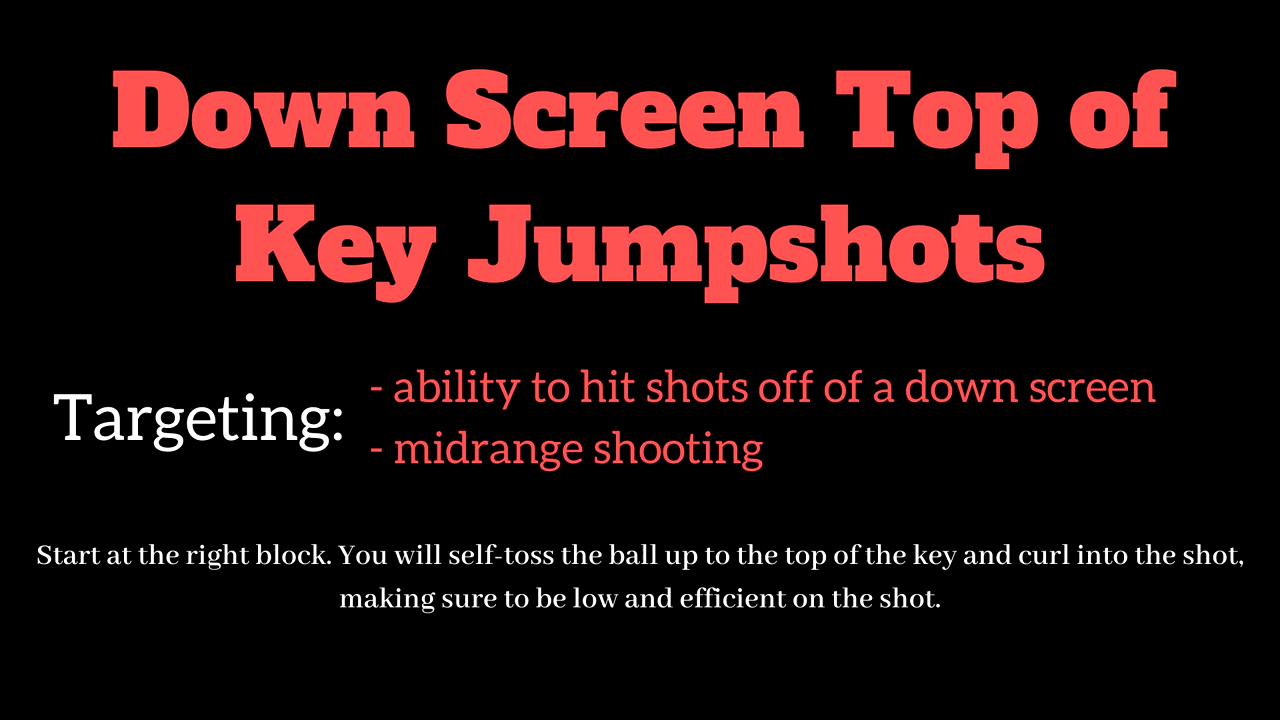 Down Screen Top of
Key Jumpshots
Targeting:
- ability to hit shots off of a down screen
- midrange shooting
Start at the right block. You will self-toss the ball up to the top of the key and curl into the shot,
making sure to be low and efficient on the shot.